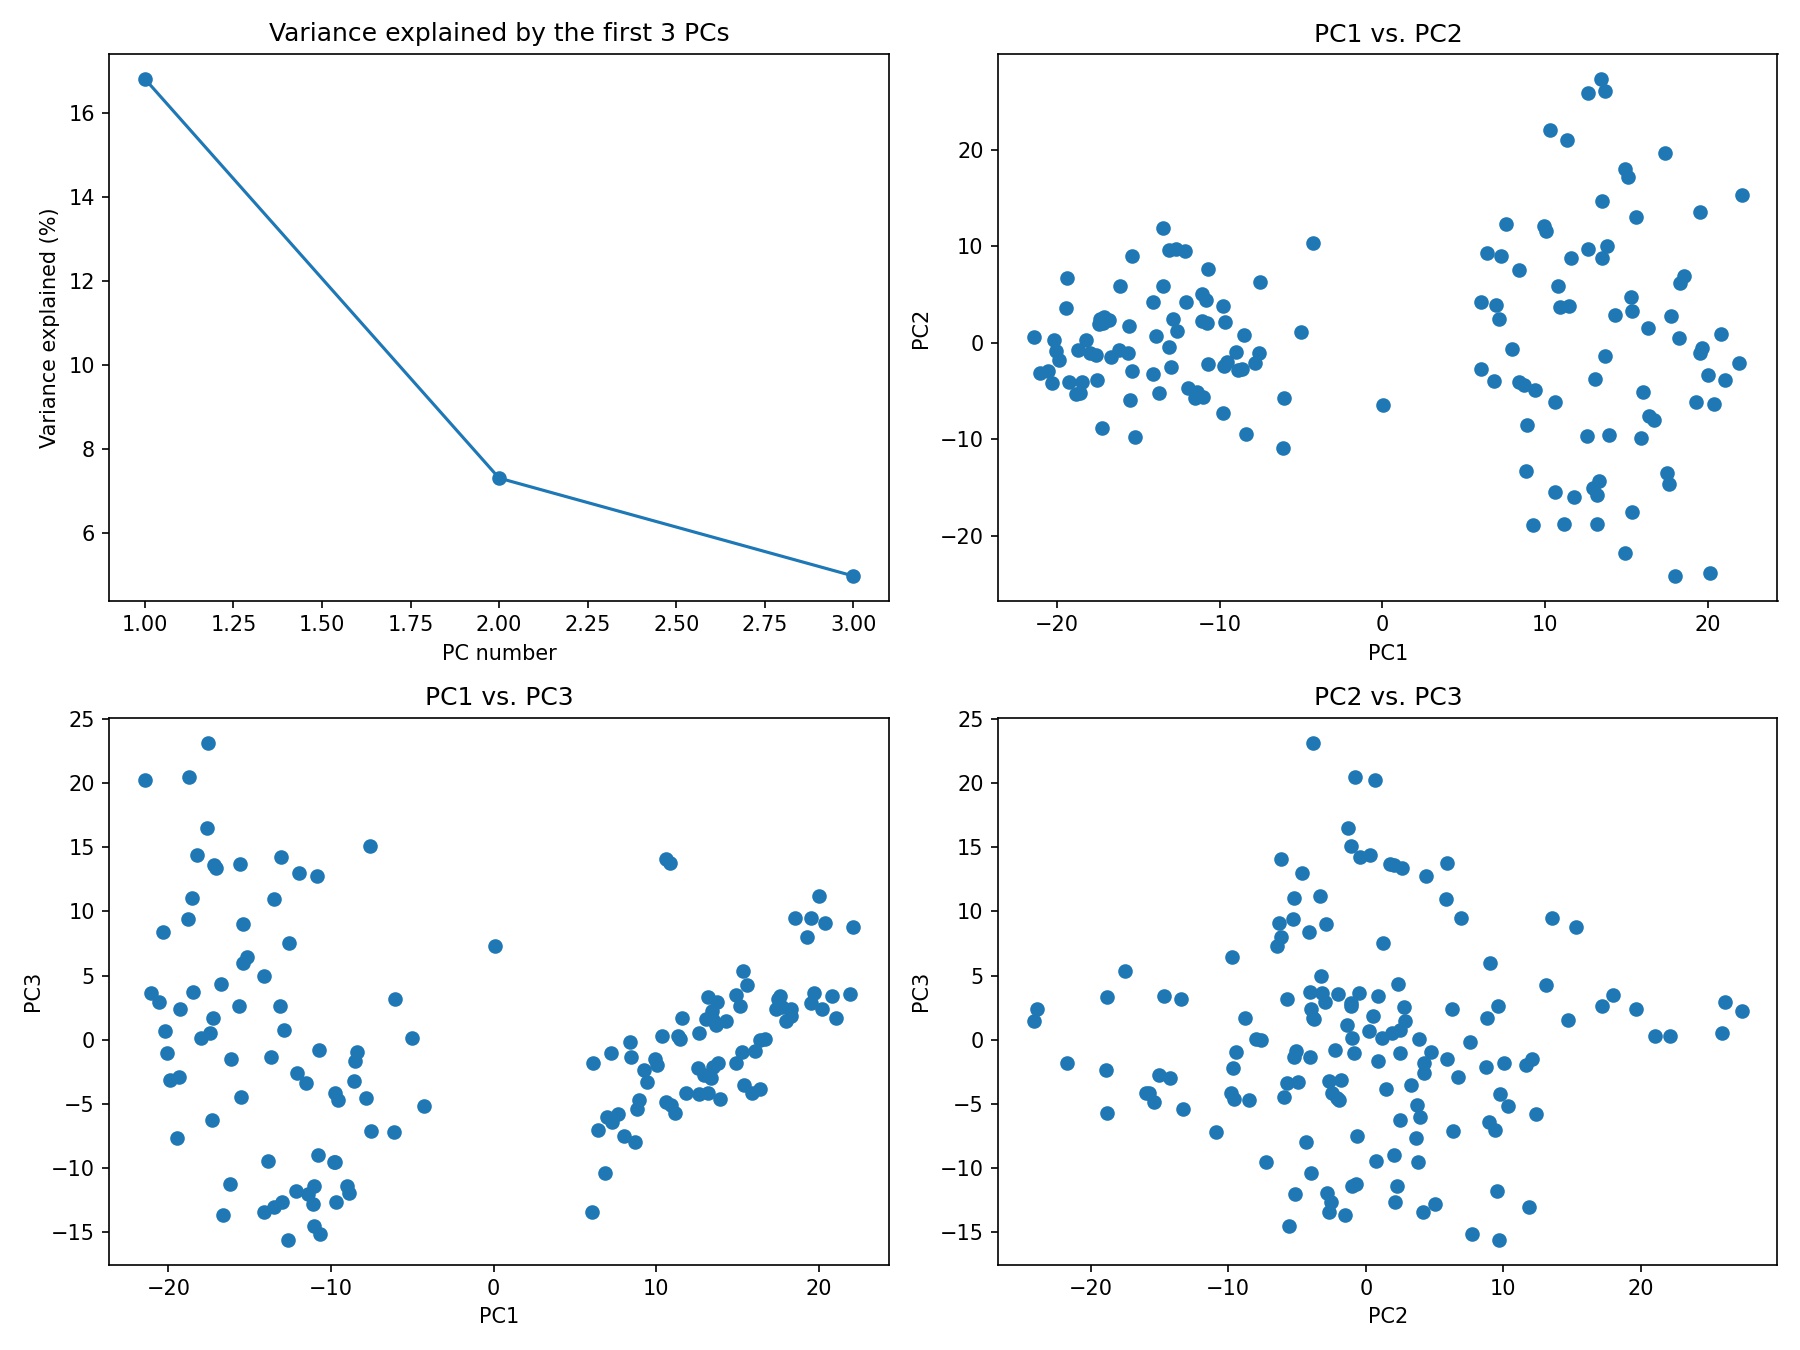 Variance explained by the first 3 PCs
16
14
12
10
8
6
Variance explained (%)
1.00 1.25 1.50 1.75 2.00 2.25 2.50 2.75 3.00
PC number
PC1 vs. PC2
20
10
0
−10
−20
PC2
−20 −10 0 10 20
PC1
PC1 vs. PC3
25
20
15
10
5
0
−5
−10
−15
PC3
−20 −10 0 10 20
PC1
PC2 vs. PC3
25
20
15
10
5
0
−5
−10
−15
PC3
−20 −10 0 10 20
PC2